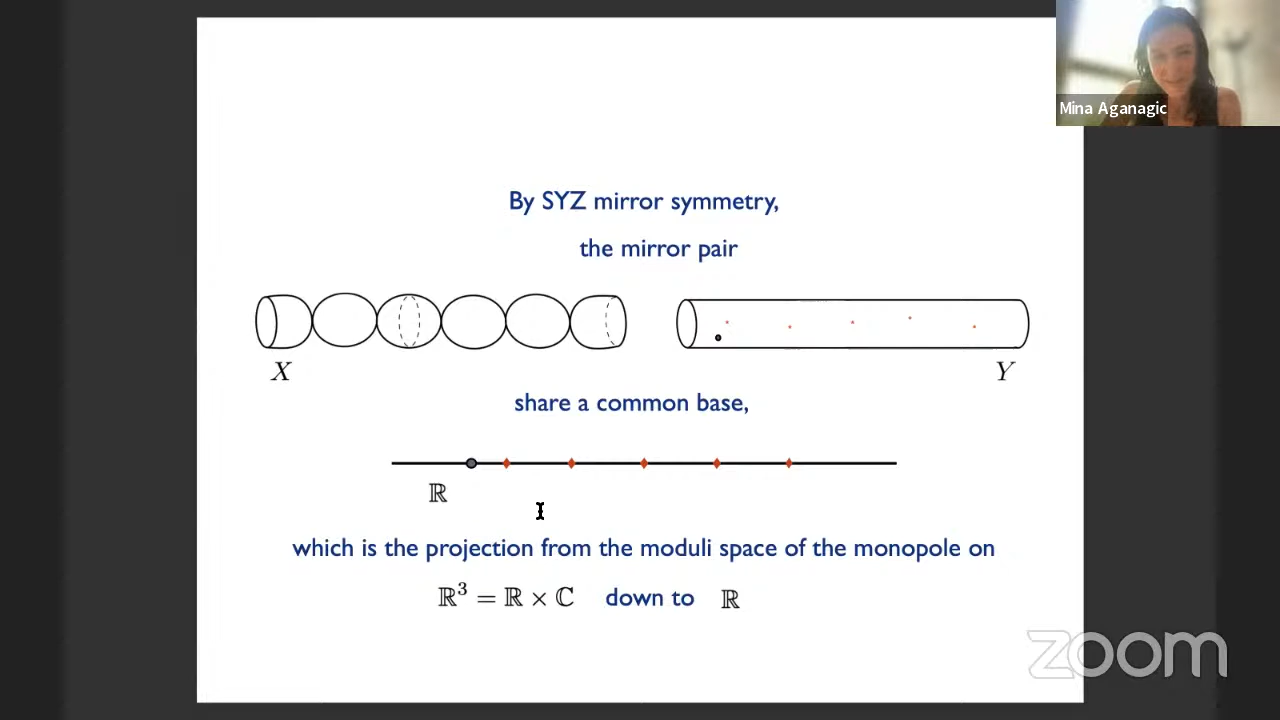 Mina Aganagic
By SYZ mirror symmetry,
the mirror pair
X
Y
share a common base,
ℝ
which is the projection from the moduli space of the monopole on
ℝ³ = ℝ × ℂ down to ℝ
zoom